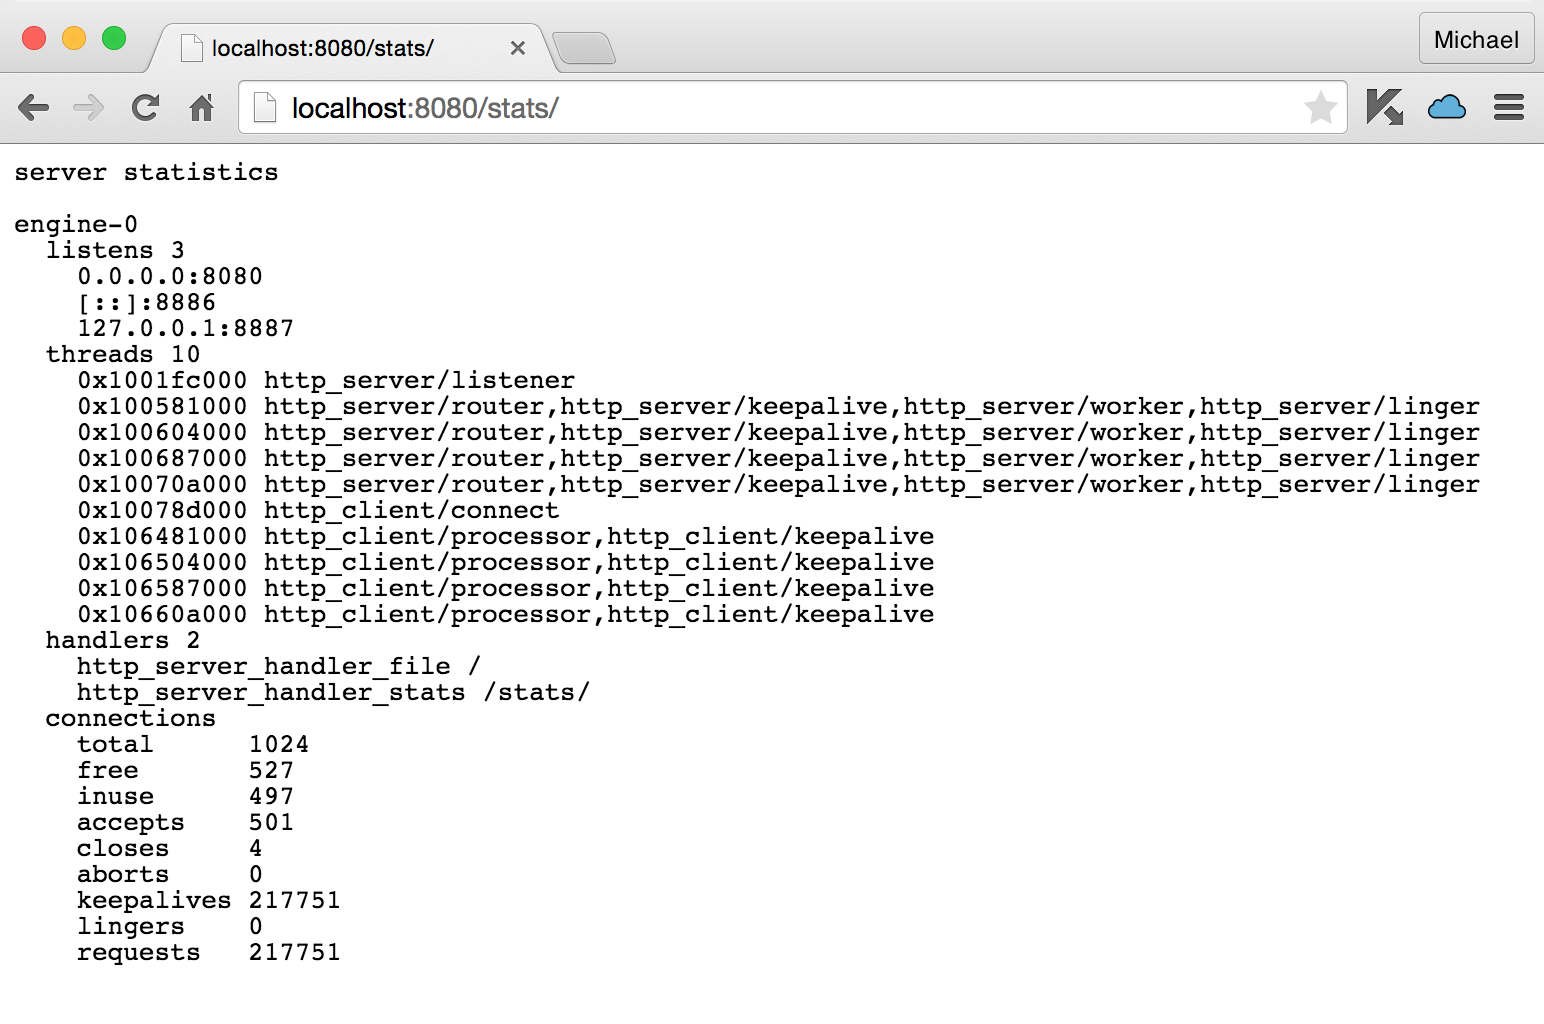 localhost:8080/stats/
Michael
localhost:8080/stats/
server statistics
engine-0
listens 3
0.0.0.0:8080
[::]:8886
127.0.0.1:8887
threads 10
0x1001fc000 http_server/listener
0x100581000 http_server/router,http_server/keepalive,http_server/worker,http_server/linger
0x100604000 http_server/router,http_server/keepalive,http_server/worker,http_server/linger
0x100687000 http_server/router,http_server/keepalive,http_server/worker,http_server/linger
0x10070a000 http_server/router,http_server/keepalive,http_server/worker,http_server/linger
0x10078d000 http_client/connect
0x106481000 http_client/processor,http_client/keepalive
0x106504000 http_client/processor,http_client/keepalive
0x106587000 http_client/processor,http_client/keepalive
0x10660a000 http_client/processor,http_client/keepalive
handlers 2
http_server_handler_file /
http_server_handler_stats /stats/
connections
total 1024
free 527
inuse 497
accepts 501
closes 4
aborts 0
keepalives 217751
lingers 0
requests 217751